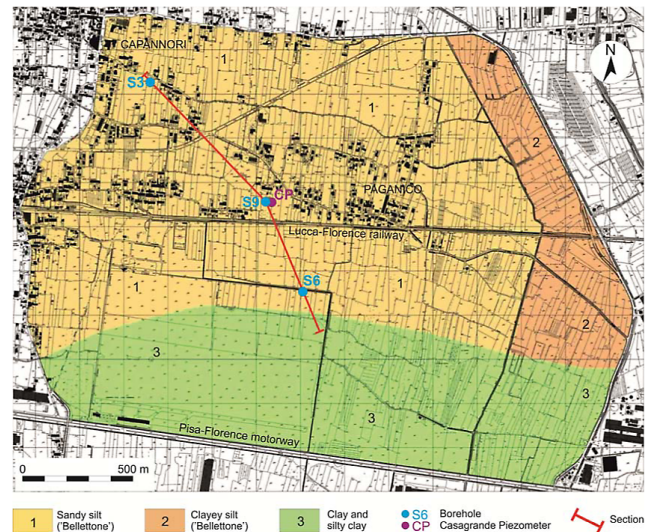 CAPANNORI
N
1
S3
1
2
PAGANICO
S9
CP
Lucca-Florence railway
S6
1
1
2
3
3
3
Pisa-Florence motorway
0
500 m
1 Sandy silt ('Bellettone')
2 Clayey silt ('Bellettone')
3 Clay and silty clay
S6 Borehole
CP Casagrande Piezometer
Section